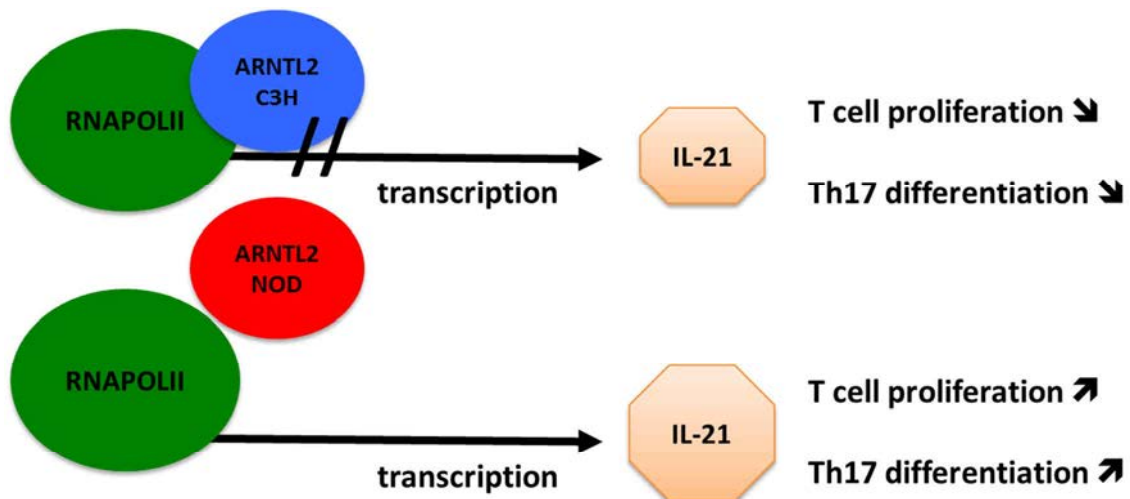 ARNTL2
C3H
RNAPOLII
IL-21
T cell proliferation ➘
transcription
Th17 differentiation ➘
ARNTL2
NOD
RNAPOLII
IL-21
T cell proliferation ➚
transcription
Th17 differentiation ➚